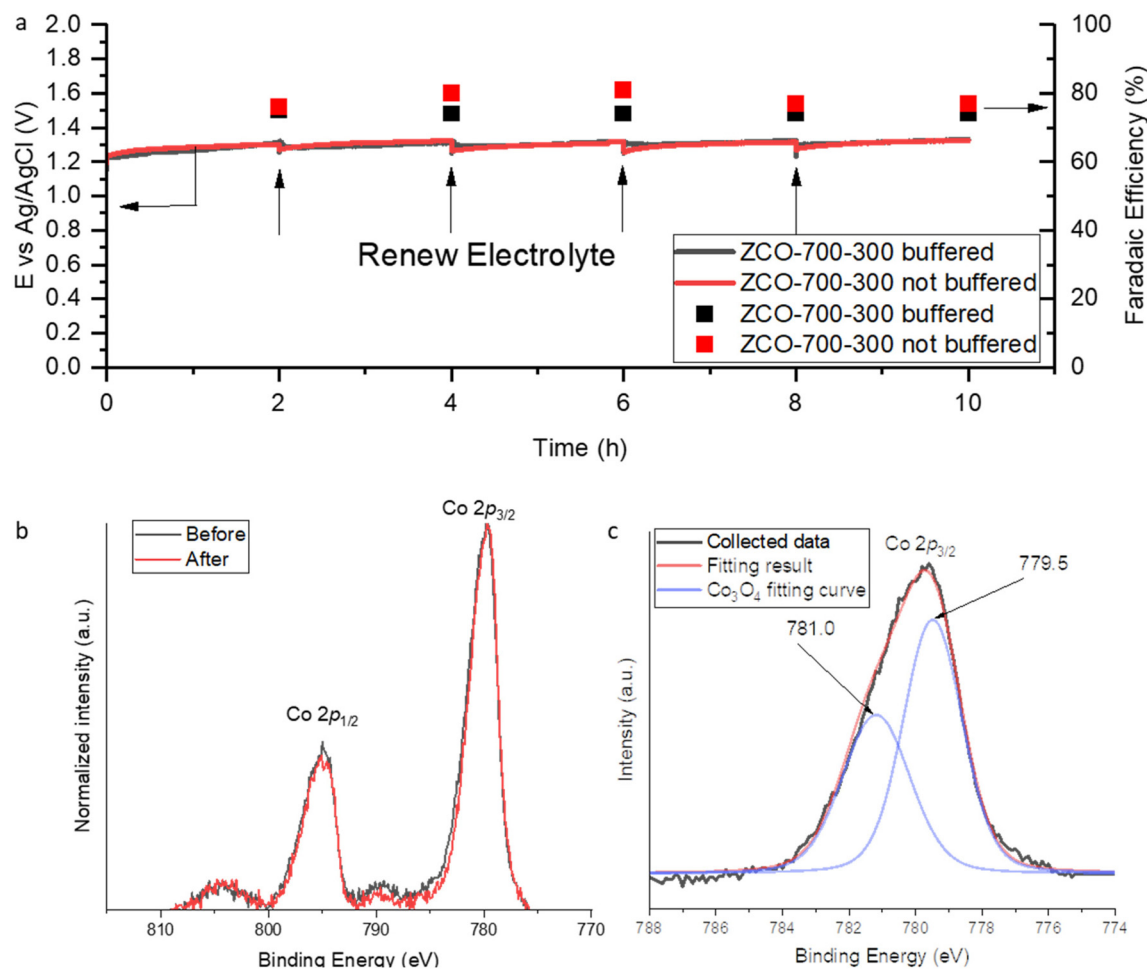 a
2.0
1.8
1.6
1.4
1.2
1.0
0.8
0.6
0.4
0.2
0.0
E vs Ag/AgCl (V)
100
80
60
40
20
0
Faradaic Efficiency (%)
Renew Electrolyte
ZCO-700-300 buffered
ZCO-700-300 not buffered
ZCO-700-300 buffered
ZCO-700-300 not buffered
0 2 4 6 8 10
Time (h)
b
Before
After
Co 2p3/2
Co 2p1/2
Normalized intensity (a.u.)
810 800 790 780 770
Binding Energy (eV)
c
Collected data
Fitting result
Co3O4 fitting curve
Co 2p3/2
779.5
781.0
Intensity (a.u.)
788 786 784 782 780 778 776 774
Binding Energy (eV)